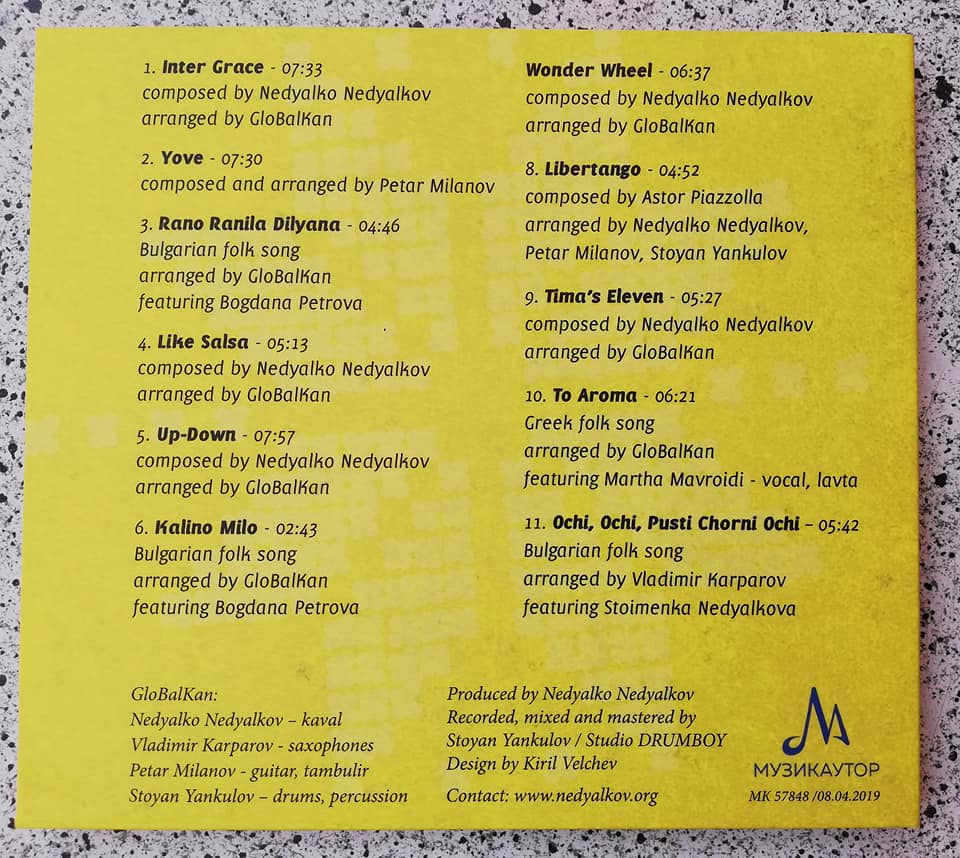 1. Inter Grace - 07:33
composed by Nedyalko Nedyalkov
arranged by GloBalKan
2. Yove - 07:30
composed and arranged by Petar Milanov
3. Rano Ranila Dilyana - 04:46
Bulgarian folk song
arranged by GloBalKan
featuring Bogdana Petrova
4. Like Salsa - 05:13
composed by Nedyalko Nedyalkov
arranged by GloBalKan
5. Up-Down - 07:57
composed by Nedyalko Nedyalkov
arranged by GloBalKan
6. Kalino Milo - 02:43
Bulgarian folk song
arranged by GloBalKan
featuring Bogdana Petrova
Wonder Wheel - 06:37
composed by Nedyalko Nedyalkov
arranged by GloBalKan
8. Libertango - 04:52
composed by Astor Piazzolla
arranged by Nedyalko Nedyalkov,
Petar Milanov, Stoyan Yankulov
9. Tima's Eleven - 05:27
composed by Nedyalko Nedyalkov
arranged by GloBalKan
10. To Aroma - 06:21
Greek folk song
arranged by GloBalKan
featuring Martha Mavroidi - vocal, lavta
11. Ochi, Ochi, Pusti Chorni Ochi – 05:42
Bulgarian folk song
arranged by Vladimir Karparov
featuring Stoimenka Nedyalkova
GloBalKan:
Nedyalko Nedyalkov – kaval
Vladimir Karparov - saxophones
Petar Milanov - guitar, tambulir
Stoyan Yankulov – drums, percussion
Produced by Nedyalko Nedyalkov
Recorded, mixed and mastered by
Stoyan Yankulov / Studio DRUMBOY
Design by Kiril Velchev
Contact: www.nedyalkov.org
МУЗИКАУТОР
MK 57848 /08.04.2019